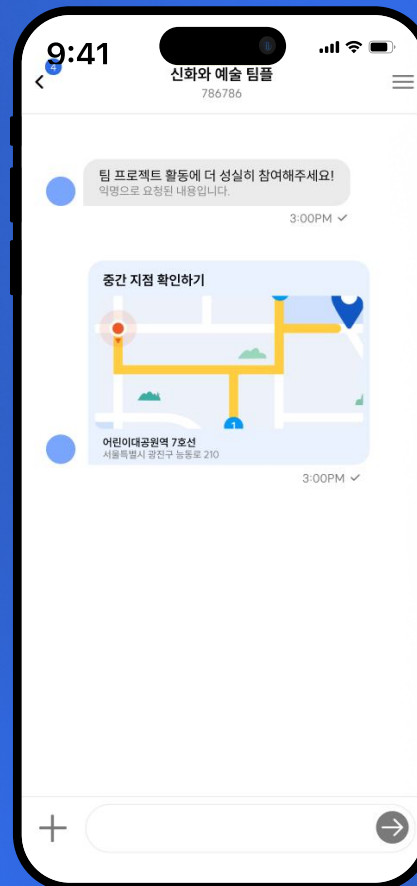 9:41
4
신화와 예술 팀플
786786
팀 프로젝트 활동에 더 성실히 참여해주세요!
익명으로 요청된 내용입니다.
3:00PM
중간 지점 확인하기
1
어린이대공원역 7호선
서울특별시 광진구 능동로 210
3:00PM